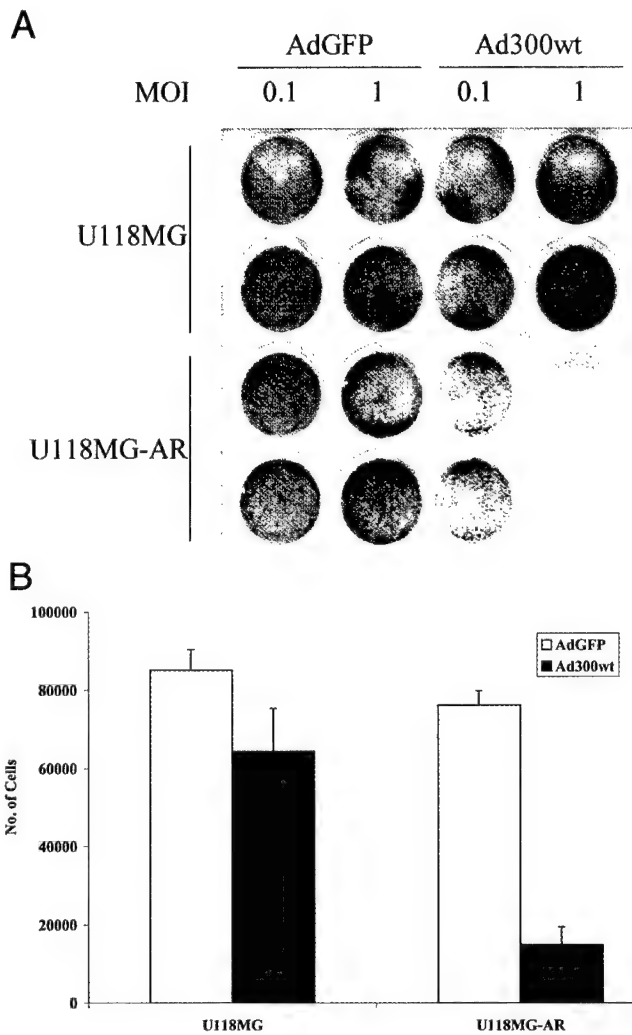 A
AdGFP Ad300wt
MOI 0.1 1 0.1 1
U118MG
U118MG-AR
B
100000
80000
60000
40000
20000
0
No. of Cells
AdGFP
Ad300wt
U118MG U118MG-AR